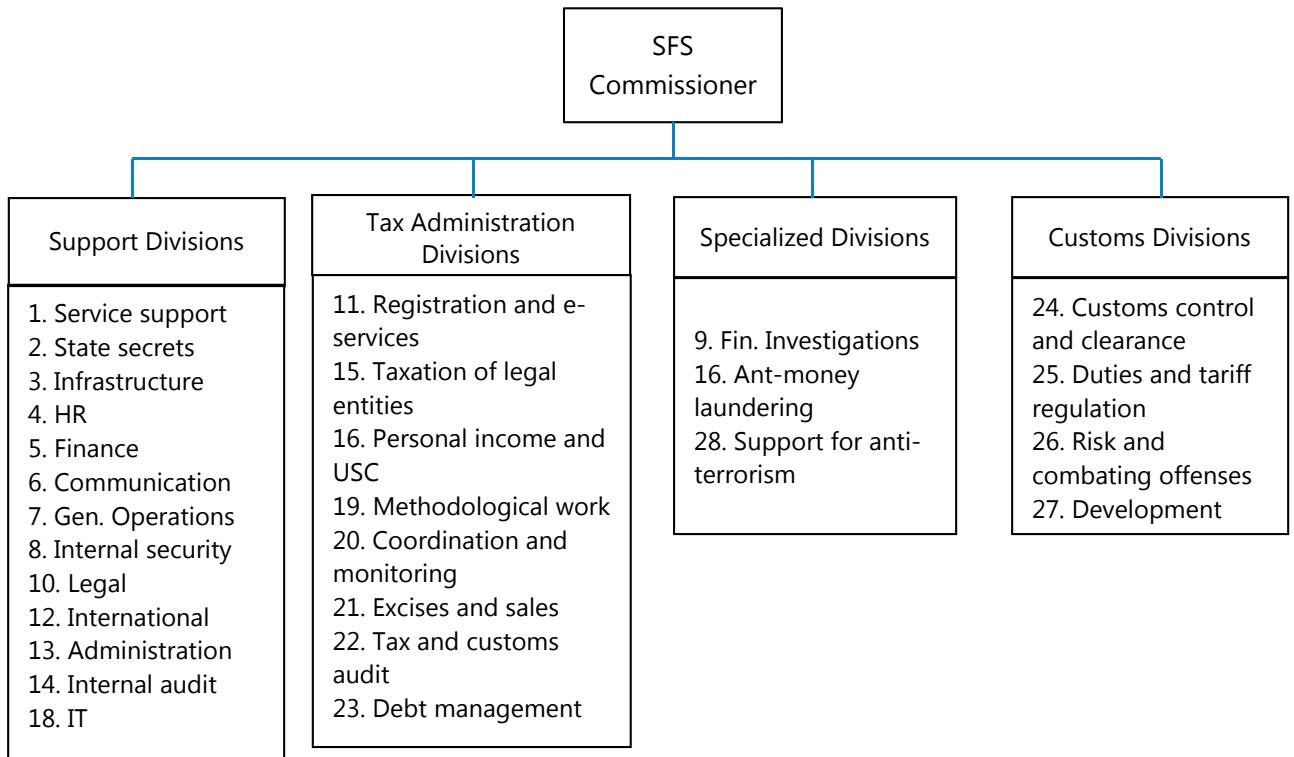 SFS
Commissioner
Support Divisions
1. Service support
2. State secrets
3. Infrastructure
4. HR
5. Finance
6. Communication
7. Gen. Operations
8. Internal security
10. Legal
12. International
13. Administration
14. Internal audit
18. IT
Tax Administration
Divisions
11. Registration and e-
services
15. Taxation of legal
entities
16. Personal income and
USC
19. Methodological work
20. Coordination and
monitoring
21. Excises and sales
22. Tax and customs
audit
23. Debt management
Specialized Divisions
9. Fin. Investigations
16. Ant-money
laundering
28. Support for anti-
terrorism
Customs Divisions
24. Customs control
and clearance
25. Duties and tariff
regulation
26. Risk and
combating offenses
27. Development